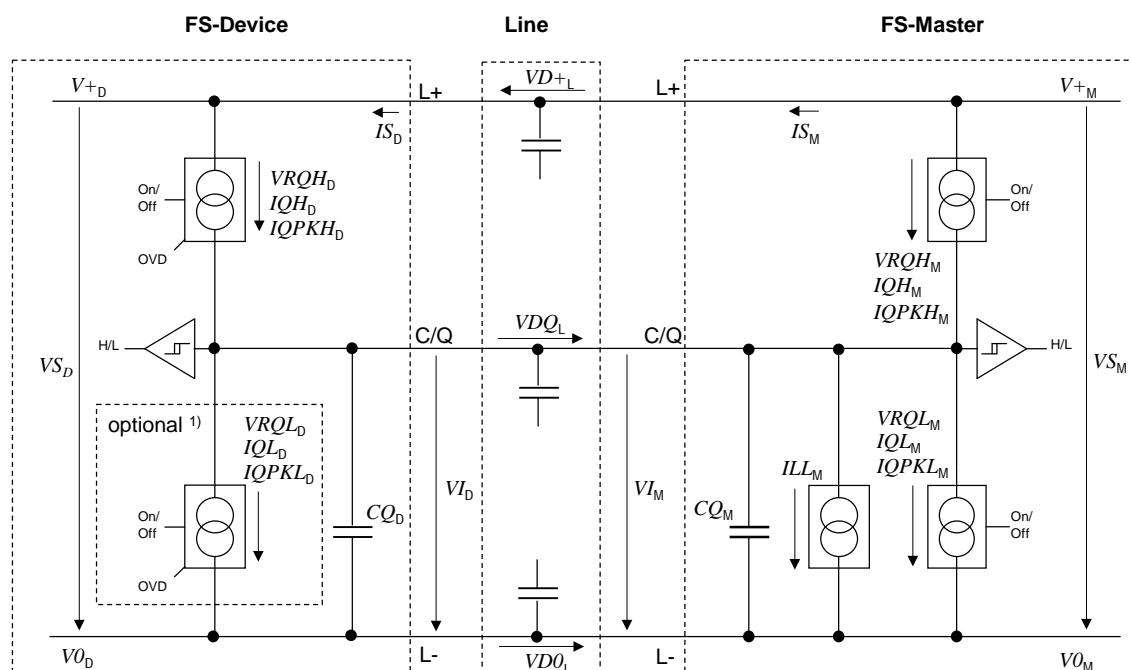 FS-Device
Line
FS-Master
V+D
L+
VD+L
L+
V+M
ISD
ISM
On/
Off
OVD
VRQHD
IQHD
IQPKHD
On/
Off
VRQHM
IQHM
IQPKHM
H/L
C/Q
VDQL
C/Q
H/L
VSD
VSM
optional 1)
VRQLD
IQLD
IQPKLD
VRQLM
IQLM
IQPKLM
On/
Off
OVD
CQD
VID
VIM
CQM
ILLM
On/
Off
V0D
L-
VD0L
L-
V0M